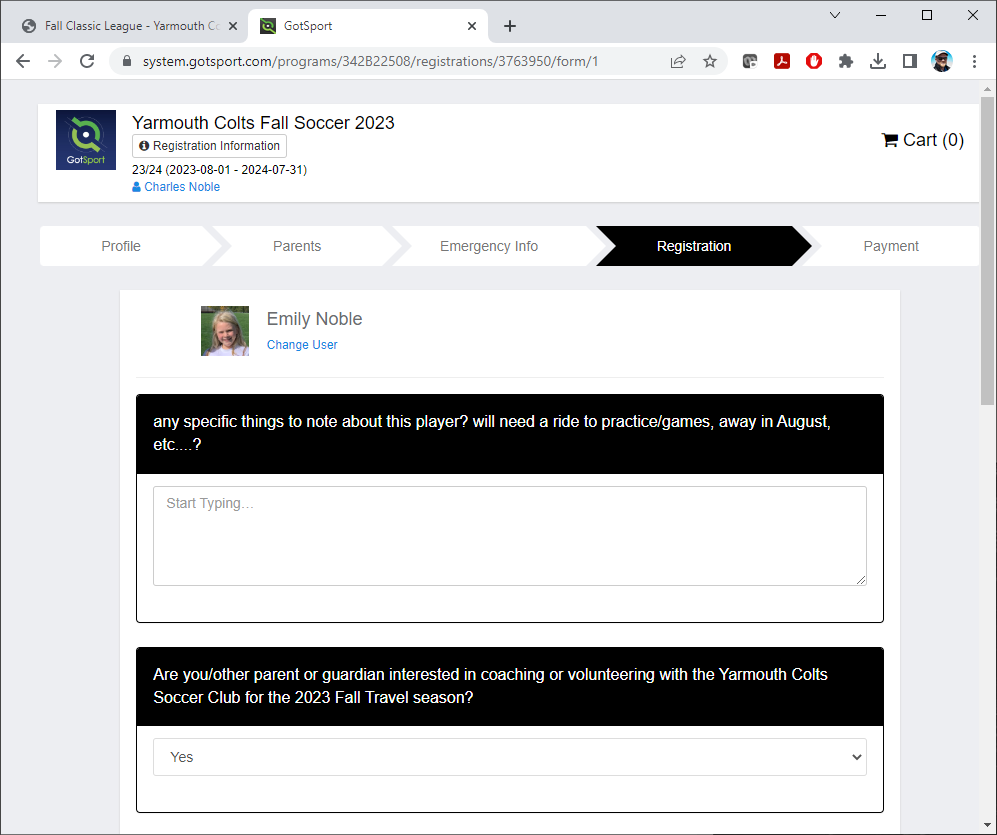 Fall Classic League - Yarmouth Co
GotSport
system.gotsport.com/programs/342B22508/registrations/3763950/form/1
GotSport
Yarmouth Colts Fall Soccer 2023
Registration Information
23/24 (2023-08-01 - 2024-07-31)
Charles Noble
Cart (0)
Profile
Parents
Emergency Info
Registration
Payment
Emily Noble
Change User
any specific things to note about this player? will need a ride to practice/games, away in August,
etc....?
Start Typing...
Are you/other parent or guardian interested in coaching or volunteering with the Yarmouth Colts
Soccer Club for the 2023 Fall Travel season?
Yes